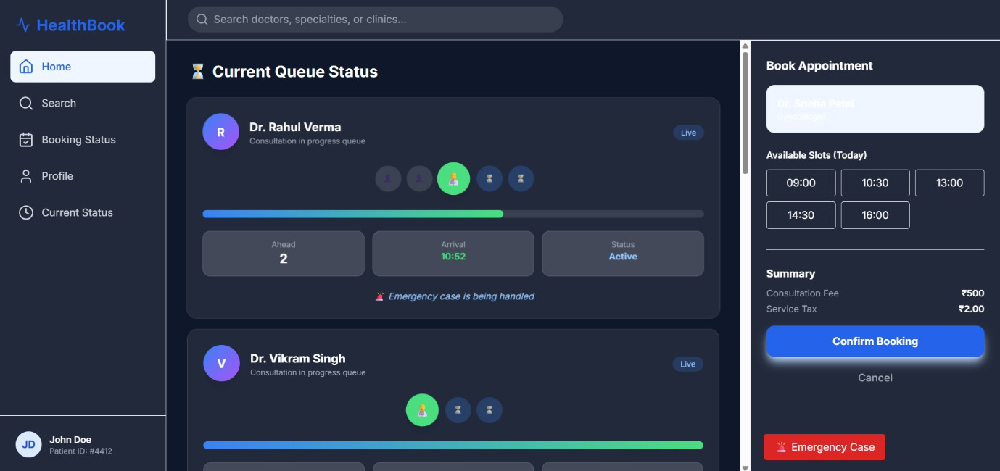 HealthBook
Search doctors, specialties, or clinics...
Home
Search
Booking Status
Profile
Current Status
JD
John Doe
Patient ID: #4412
Current Queue Status
R
Dr. Rahul Verma
Consultation in progress queue
Live
Ahead
2
Arrival
10:52
Status
Active
Emergency case is being handled
V
Dr. Vikram Singh
Consultation in progress queue
Live
Book Appointment
Dr. Sneha Patel
Gynecologist
Available Slots (Today)
09:00
10:30
13:00
14:30
16:00
Summary
Consultation Fee
₹500
Service Tax
₹2.00
Confirm Booking
Cancel
Emergency Case